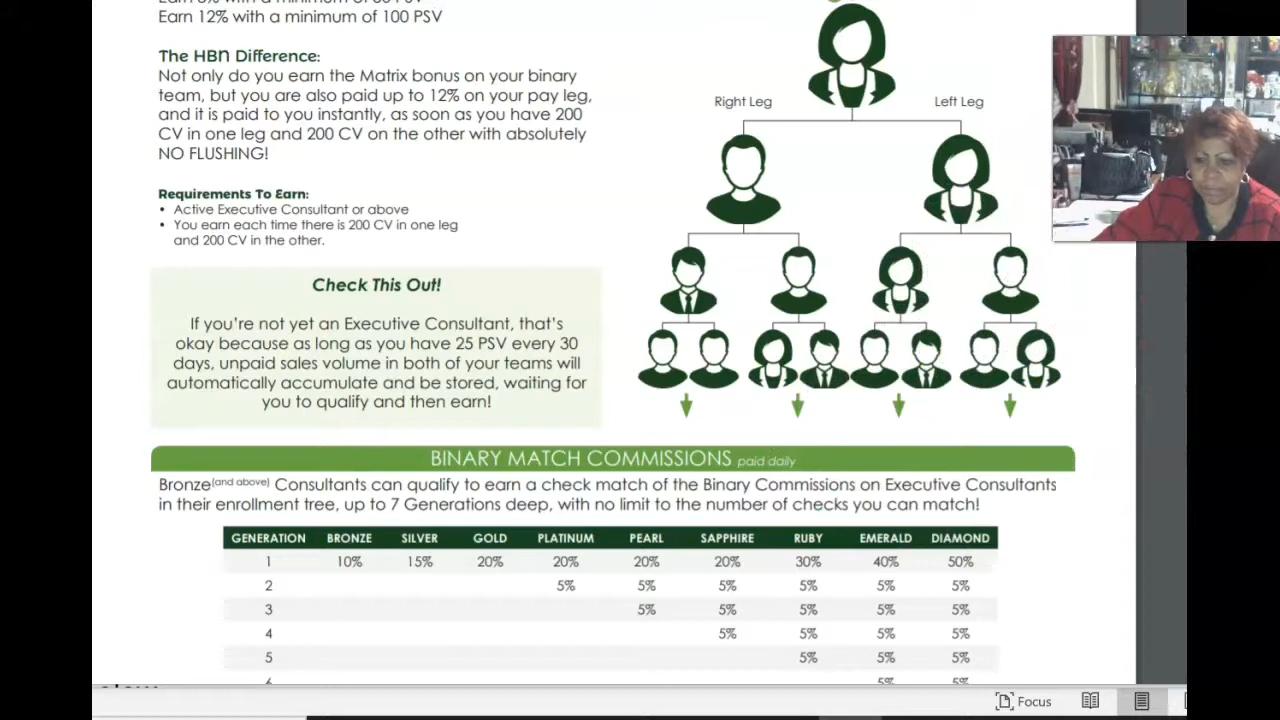 Earn 12% with a minimum of 100 PSV
The HBN Difference:
Not only do you earn the Matrix bonus on your binary
team, but you are also paid up to 12% on your pay leg,
and it is paid to you instantly, as soon as you have 200
CV in one leg and 200 CV on the other with absolutely
NO FLUSHING!
Requirements To Earn:
• Active Executive Consultant or above
• You earn each time there is 200 CV in one leg
and 200 CV in the other.
Check This Out!
If you're not yet an Executive Consultant, that's
okay because as long as you have 25 PSV every 30
days, unpaid sales volume in both of your teams will
automatically accumulate and be stored, waiting for
you to qualify and then earn!
Right Leg Left Leg
BINARY MATCH COMMISSIONS paid daily
Bronze(and above) Consultants can qualify to earn a check match of the Binary Commissions on Executive Consultants
in their enrollment tree, up to 7 Generations deep, with no limit to the number of checks you can match!
GENERATION BRONZE SILVER GOLD PLATINUM PEARL SAPPHIRE RUBY EMERALD DIAMOND
1 10% 15% 20% 20% 20% 20% 30% 40% 50%
2 5% 5% 5% 5% 5% 5%
3 5% 5% 5% 5% 5%
4 5% 5% 5% 5%
5 5% 5% 5%
6 5% 5%
Focus